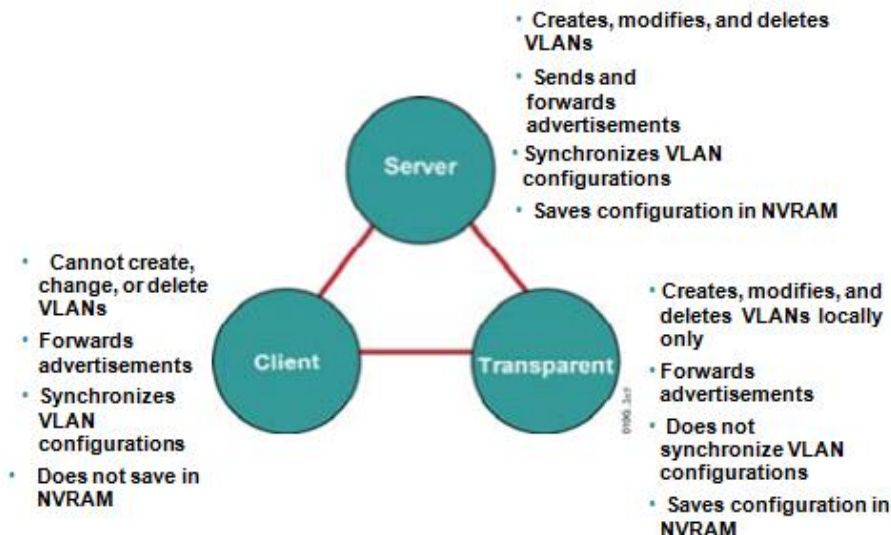 • Creates, modifies, and deletes
VLANs
• Sends and
forwards
advertisements
• Synchronizes VLAN
configurations
• Saves configuration in NVRAM
Server
• Cannot create,
change, or delete
VLANs
• Forwards
advertisements
• Synchronizes
VLAN
configurations
• Does not save in
NVRAM
Client
Transparent
• Creates, modifies, and
deletes VLANs locally
only
• Forwards
advertisements
• Does not
synchronize VLAN
configurations
• Saves configuration in
NVRAM